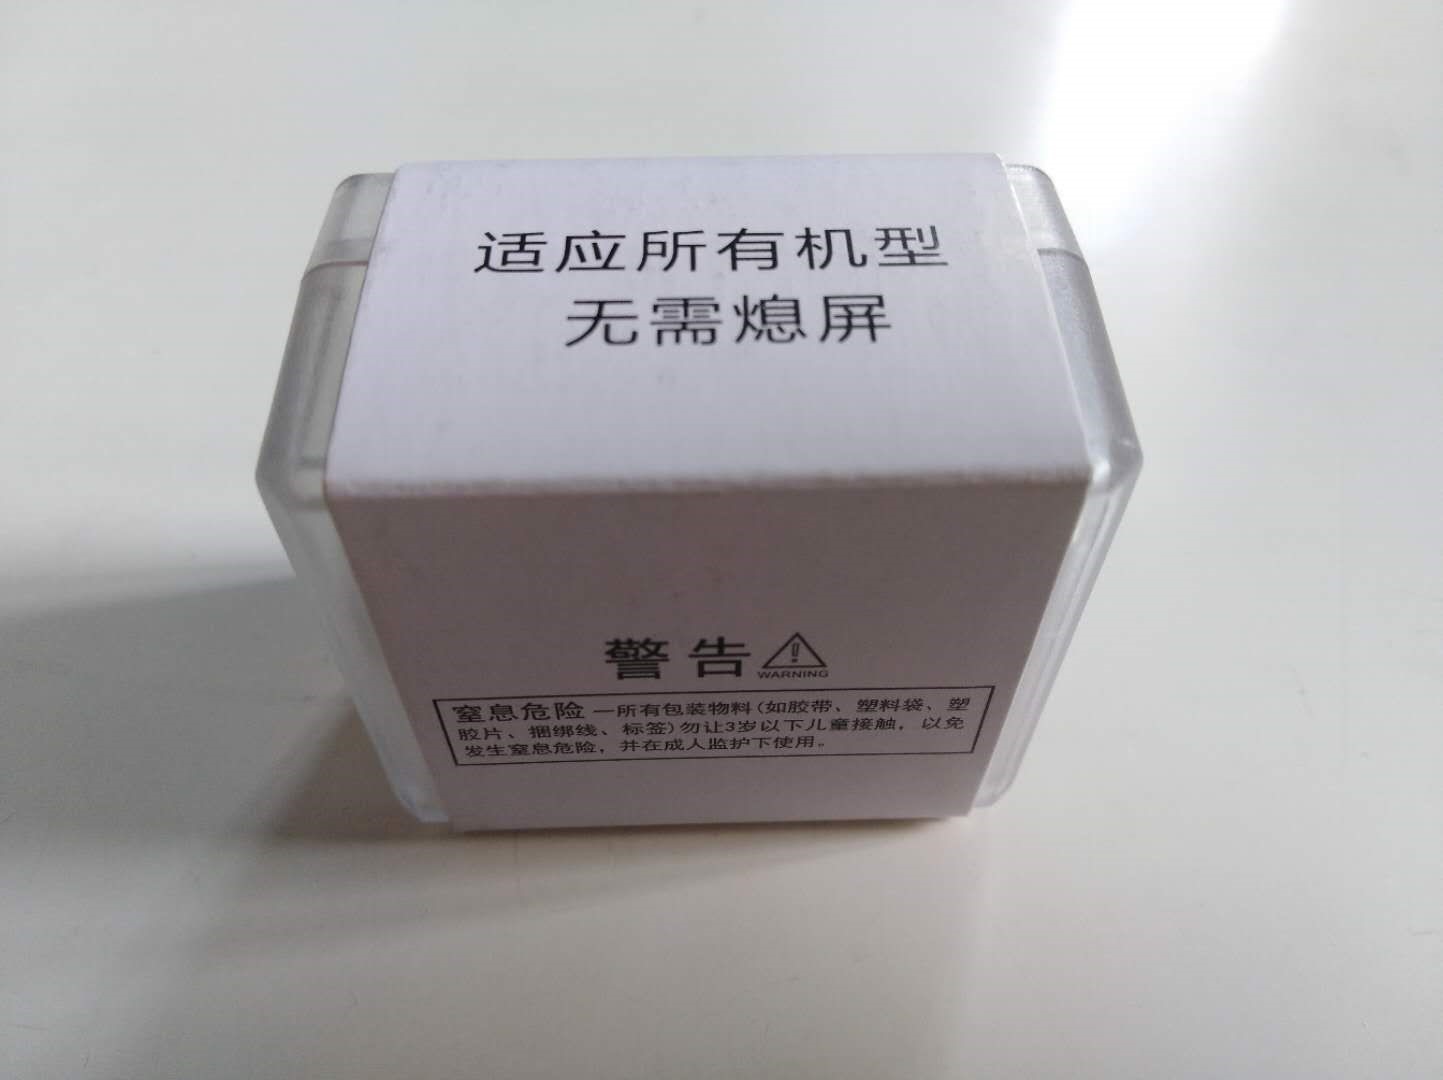 适应所有机型
无需熄屏
警告
WARNING
窒息危险 —所有包装物料(如胶带、塑料袋、塑
胶片、捆绑线、标签)勿让3岁以下儿童接触，以免
发生窒息危险，并在成人监护下使用。